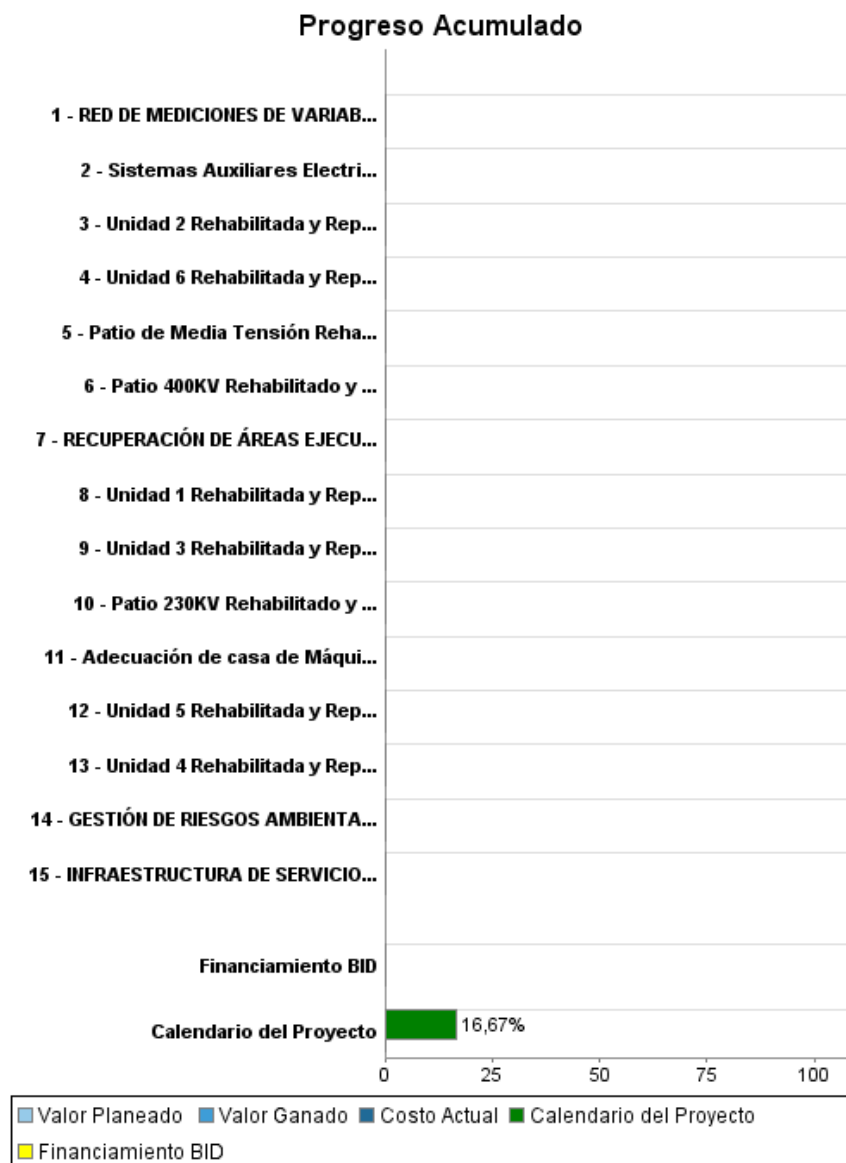 Progreso Acumulado
1 - RED DE MEDICIONES DE VARIAB...
2 - Sistemas Auxiliares Electri...
3 - Unidad 2 Rehabilitada y Rep...
4 - Unidad 6 Rehabilitada y Rep...
5 - Patio de Media Tensión Reha...
6 - Patio 400KV Rehabilitado y ...
7 - RECUPERACIÓN DE ÁREAS EJECU...
8 - Unidad 1 Rehabilitada y Rep...
9 - Unidad 3 Rehabilitada y Rep...
10 - Patio 230KV Rehabilitado y ...
11 - Adecuación de casa de Máqui...
12 - Unidad 5 Rehabilitada y Rep...
13 - Unidad 4 Rehabilitada y Rep...
14 - GESTIÓN DE RIESGOS AMBIENTA...
15 - INFRAESTRUCTURA DE SERVICIO...
Financiamiento BID
Calendario del Proyecto 16,67%
0 25 50 75 100
Valor Planeado Valor Ganado Costo Actual Calendario del Proyecto
Financiamiento BID